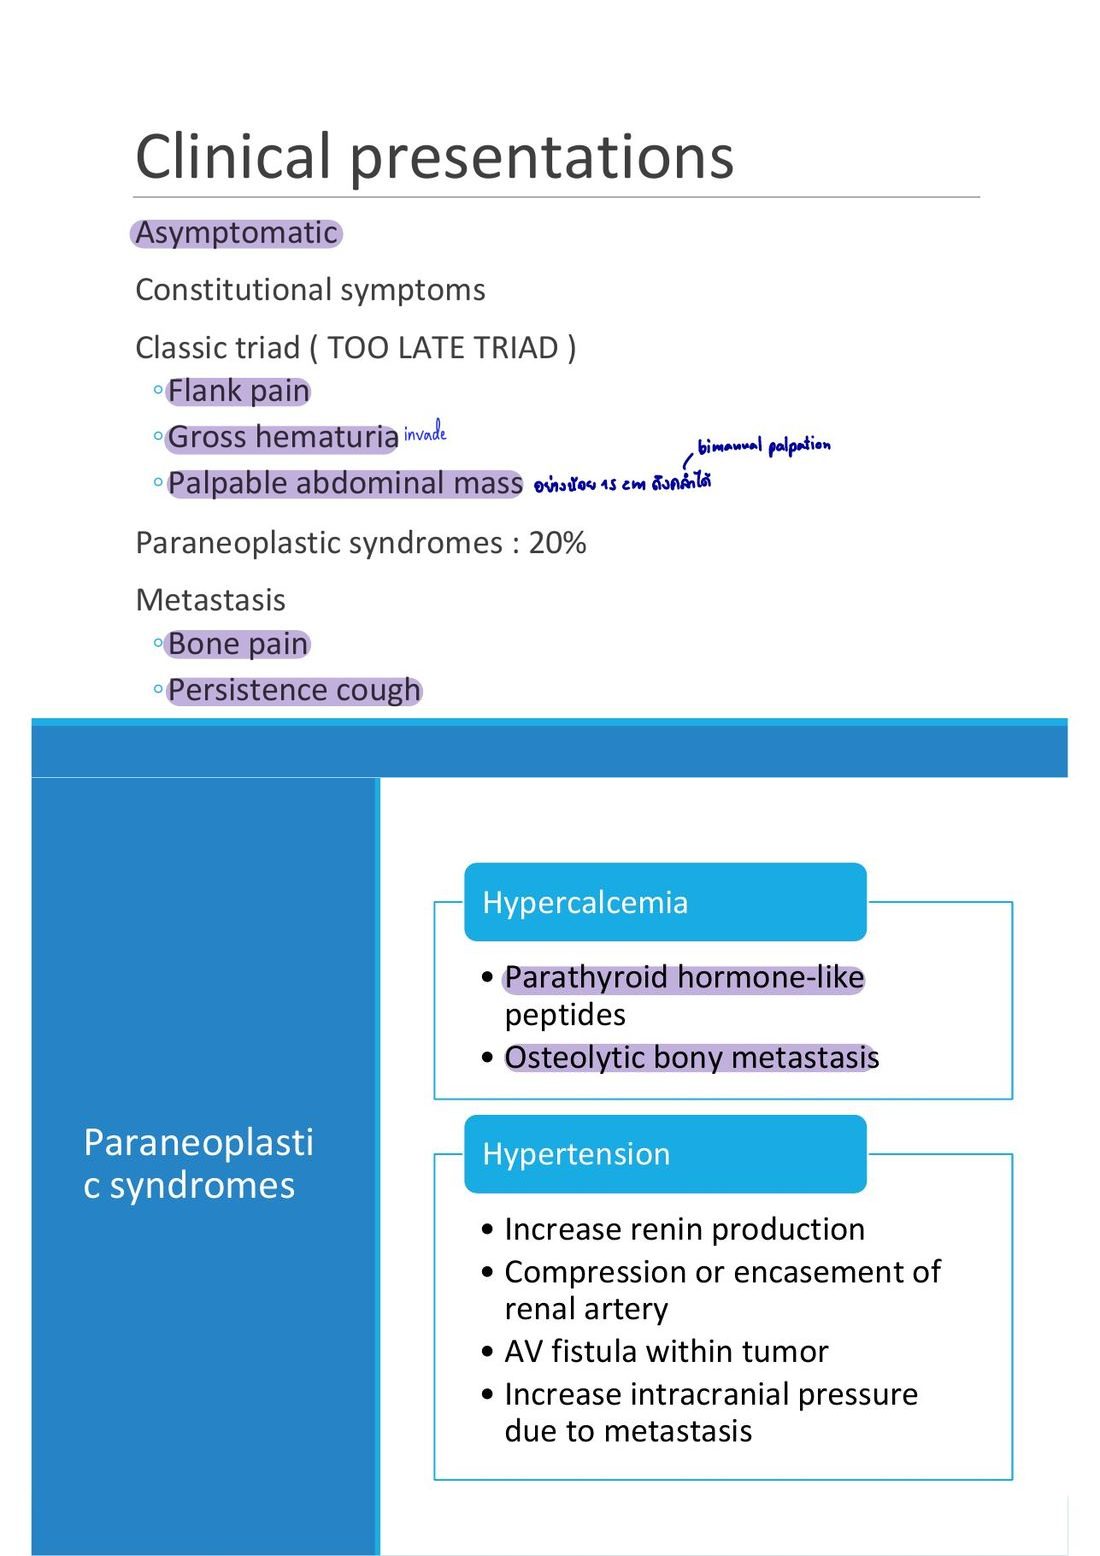 Clinical presentations
Asymptomatic
Constitutional symptoms
Classic triad ( TOO LATE TRIAD )
Flank pain
Gross hematuria invade
bimanual palpation
Palpable abdominal mass อย่างน้อย 15 cm ถึงคลำได้
Paraneoplastic syndromes : 20%
Metastasis
Bone pain
Persistence cough
Paraneoplasti
c syndromes
Hypercalcemia
• Parathyroid hormone-like
peptides
• Osteolytic bony metastasis
Hypertension
• Increase renin production
• Compression or encasement of
renal artery
• AV fistula within tumor
• Increase intracranial pressure
due to metastasis